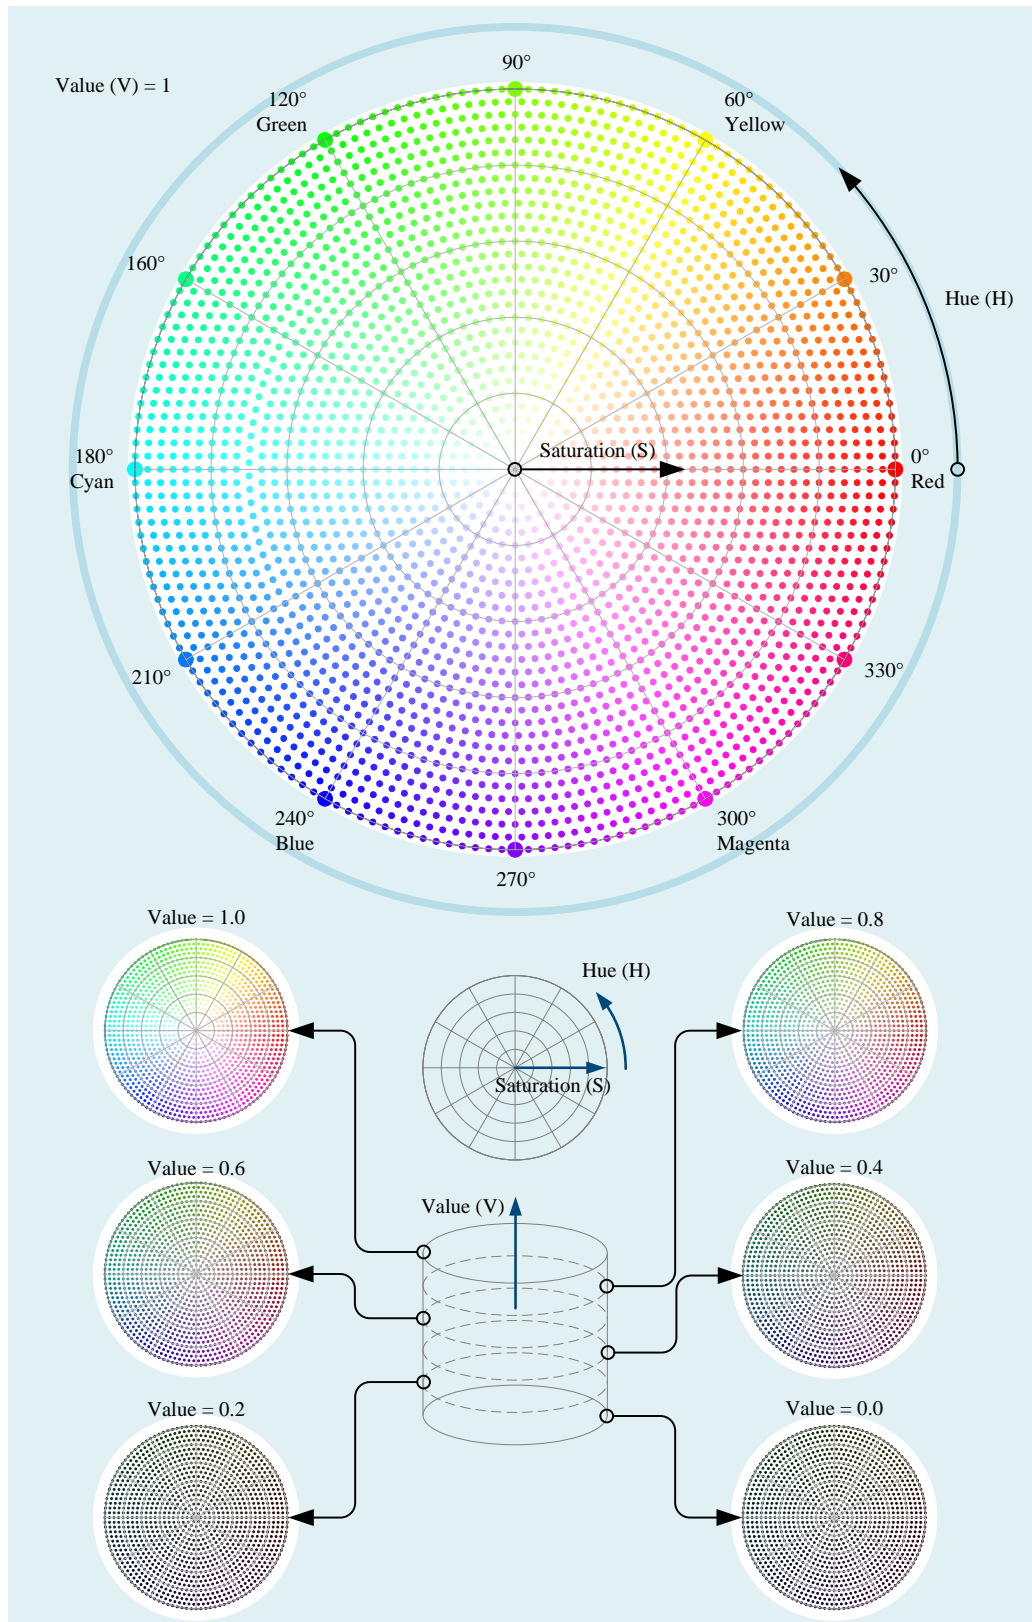 Value (V) = 1
90°
120°
Green
60°
Yellow
160°
30°
Hue (H)
Saturation (S)
180°
Cyan
0°
Red
210°
330°
240°
Blue
300°
Magenta
270°
Value = 1.0
Value = 0.8
Hue (H)
Saturation (S)
Value = 0.6
Value = 0.4
Value (V)
Value = 0.2
Value = 0.0